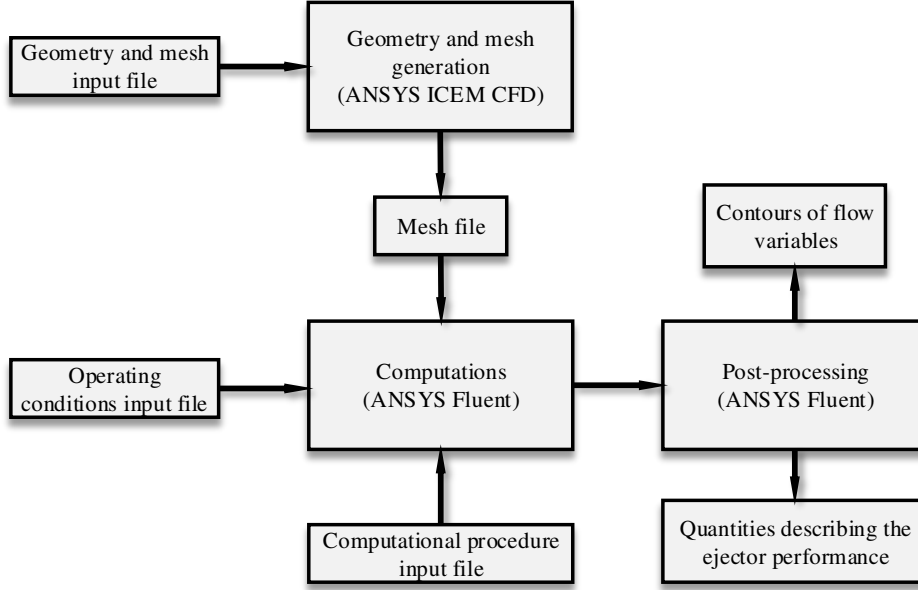 Geometry and mesh
input file
Geometry and mesh
generation
(ANSYS ICEM CFD)
Mesh file
Contours of flow
variables
Operating
conditions input file
Computations
(ANSYS Fluent)
Post-processing
(ANSYS Fluent)
Computational procedure
input file
Quantities describing the
ejector performance